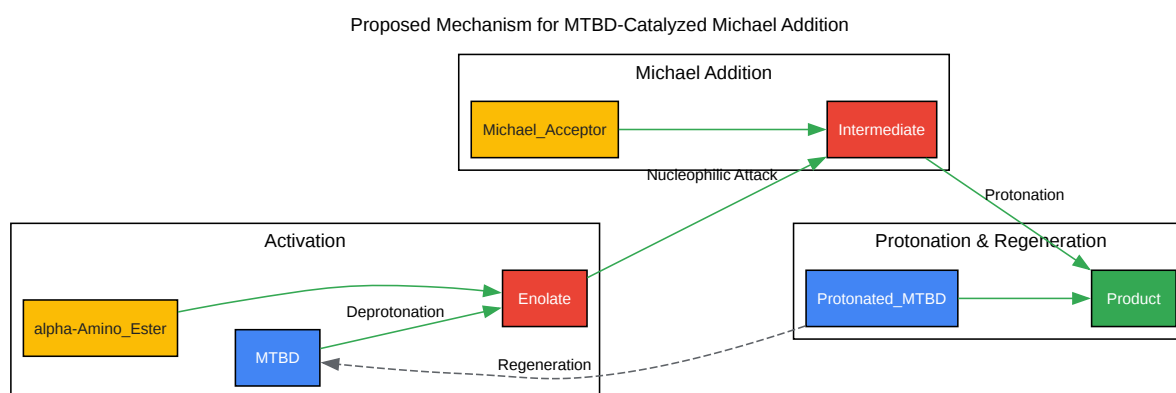 Proposed Mechanism for MTBD-Catalyzed Michael Addition
Michael Addition
Michael_Acceptor
Intermediate
Nucleophilic Attack
Protonation
Activation
Protonation & Regeneration
alpha-Amino_Ester
Deprotonation
Enolate
MTBD
Regeneration
Protonated_MTBD
Product